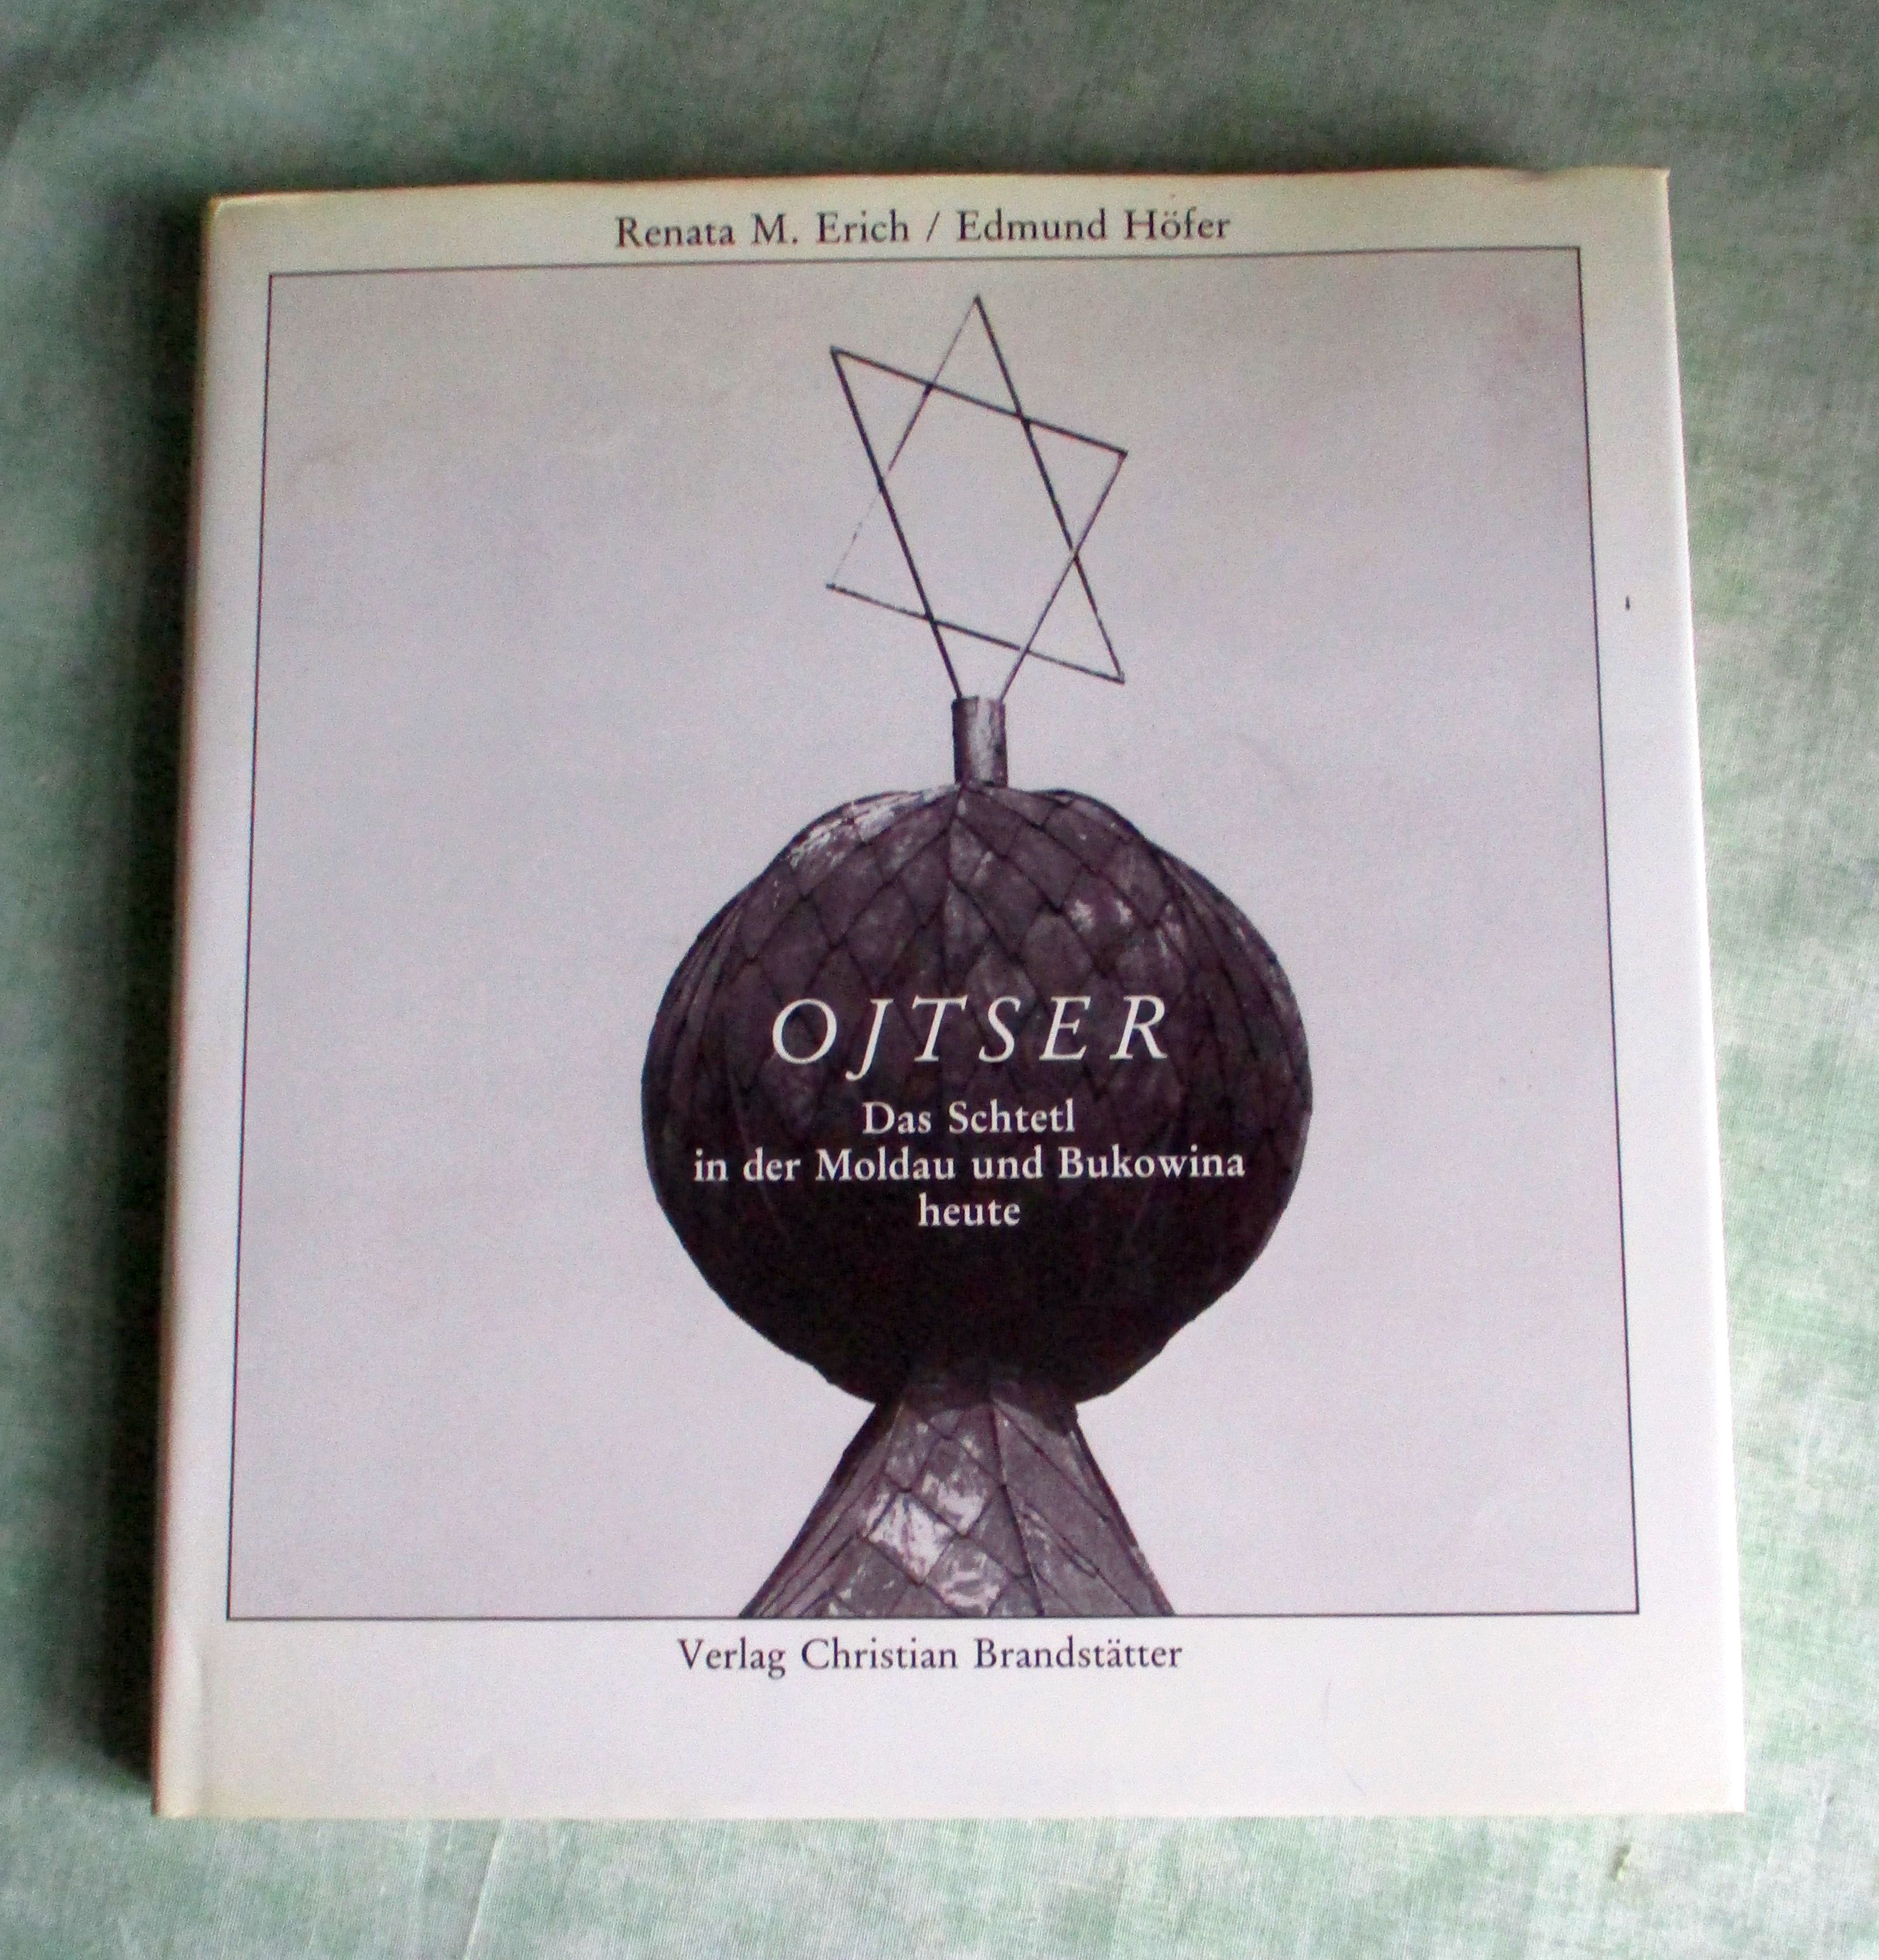 Renata M. Erich / Edmund Höfer
OJTSER
Das Schtetl
in der Moldau und Bukowina
heute
Verlag Christian Brandstätter